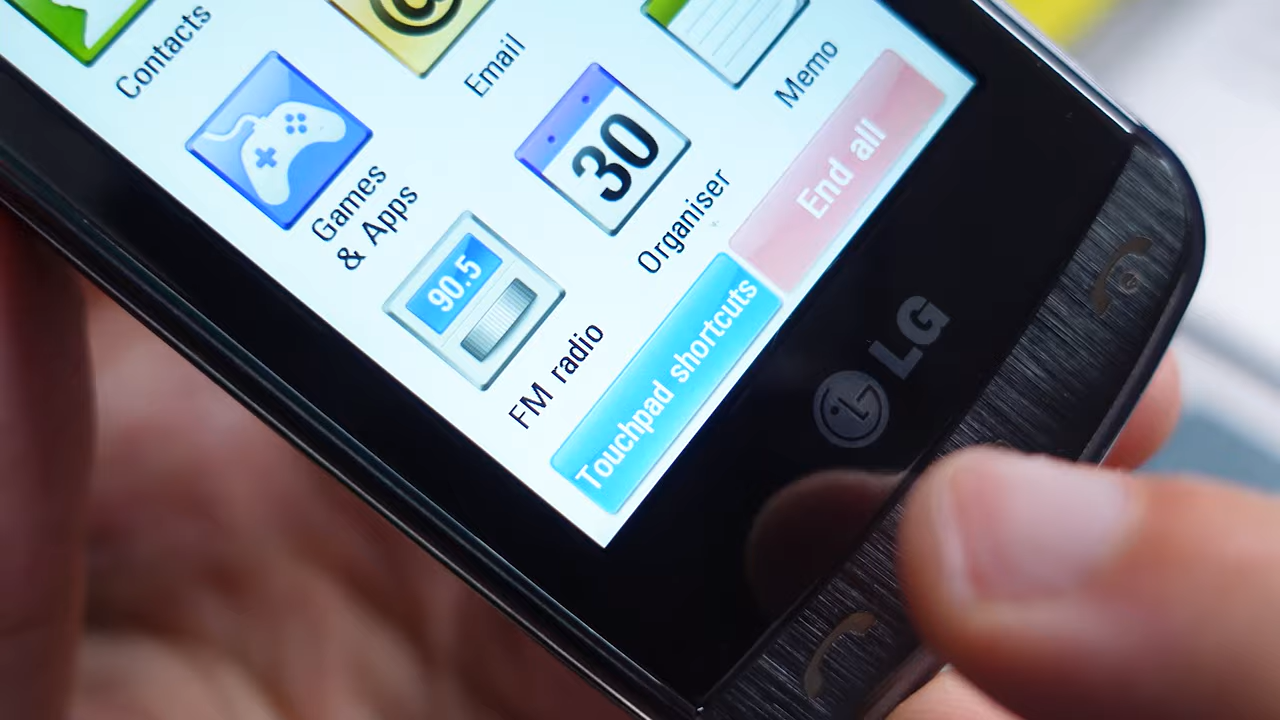 Contacts
Email
Memo
Games
& Apps
30
Organiser
90.5
FM radio
Touchpad shortcuts
End all
LG